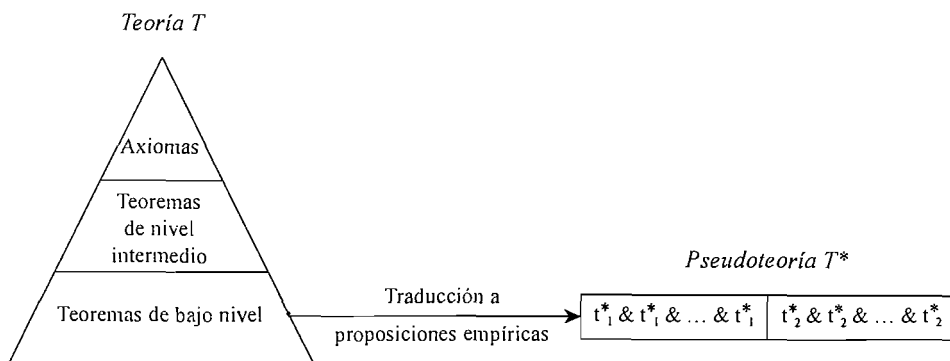 Teoría T
Axiomas
Teoremas
de nivel
intermedio
Teoremas de bajo nivel
Traducción a
proposiciones empíricas
Pseudoteoría T*
t*₁ & t*₁ & ... & t*₁ t*₂ & t*₂ & ... & t*₂